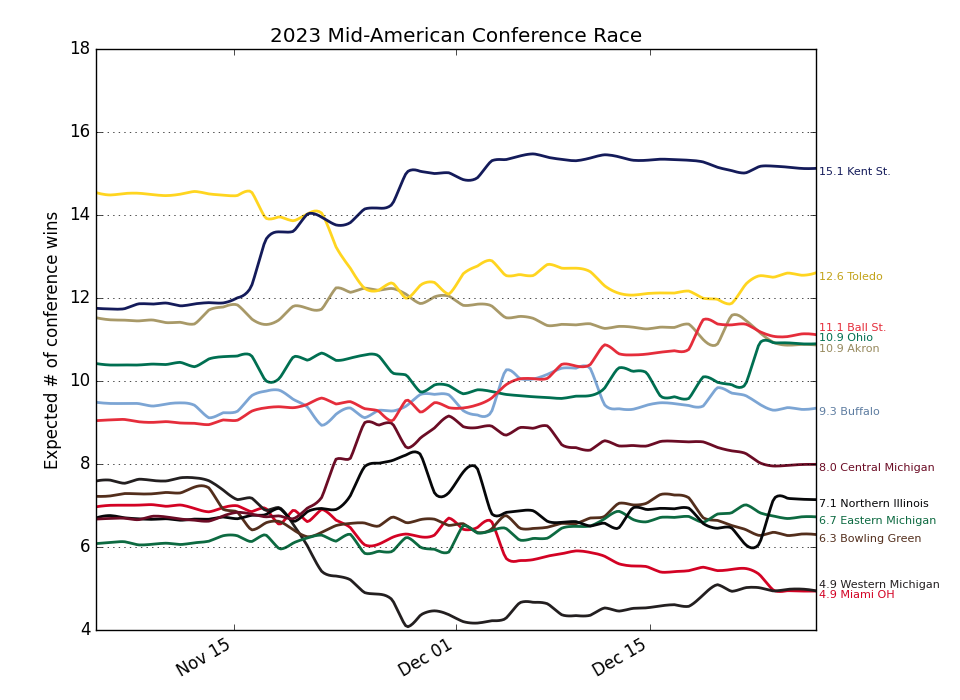 2023 Mid-American Conference Race
Expected # of conference wins
18
16
14
12
10
8
6
4
Nov 15
Dec 01
Dec 15
15.1 Kent St.
12.6 Toledo
11.1 Ball St.
10.9 Ohio
10.9 Akron
9.3 Buffalo
8.0 Central Michigan
7.1 Northern Illinois
6.7 Eastern Michigan
6.3 Bowling Green
4.9 Western Michigan
4.9 Miami OH